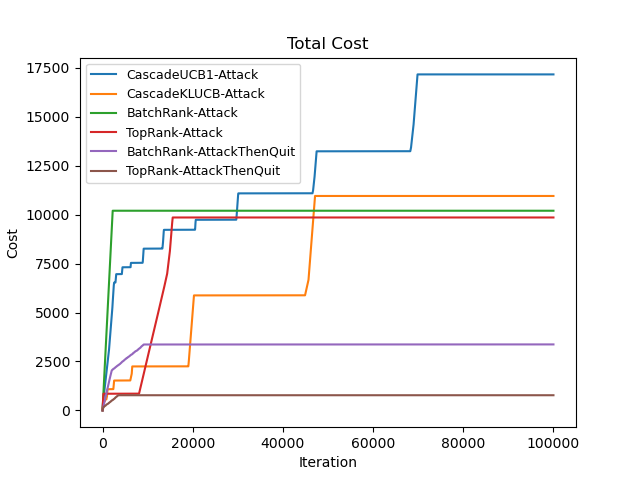 Total Cost
17500
15000
12500
10000
7500
5000
2500
0
Cost
CascadeUCB1-Attack
CascadeKLUCB-Attack
BatchRank-Attack
TopRank-Attack
BatchRank-AttackThenQuit
TopRank-AttackThenQuit
0 20000 40000 60000 80000 100000
Iteration